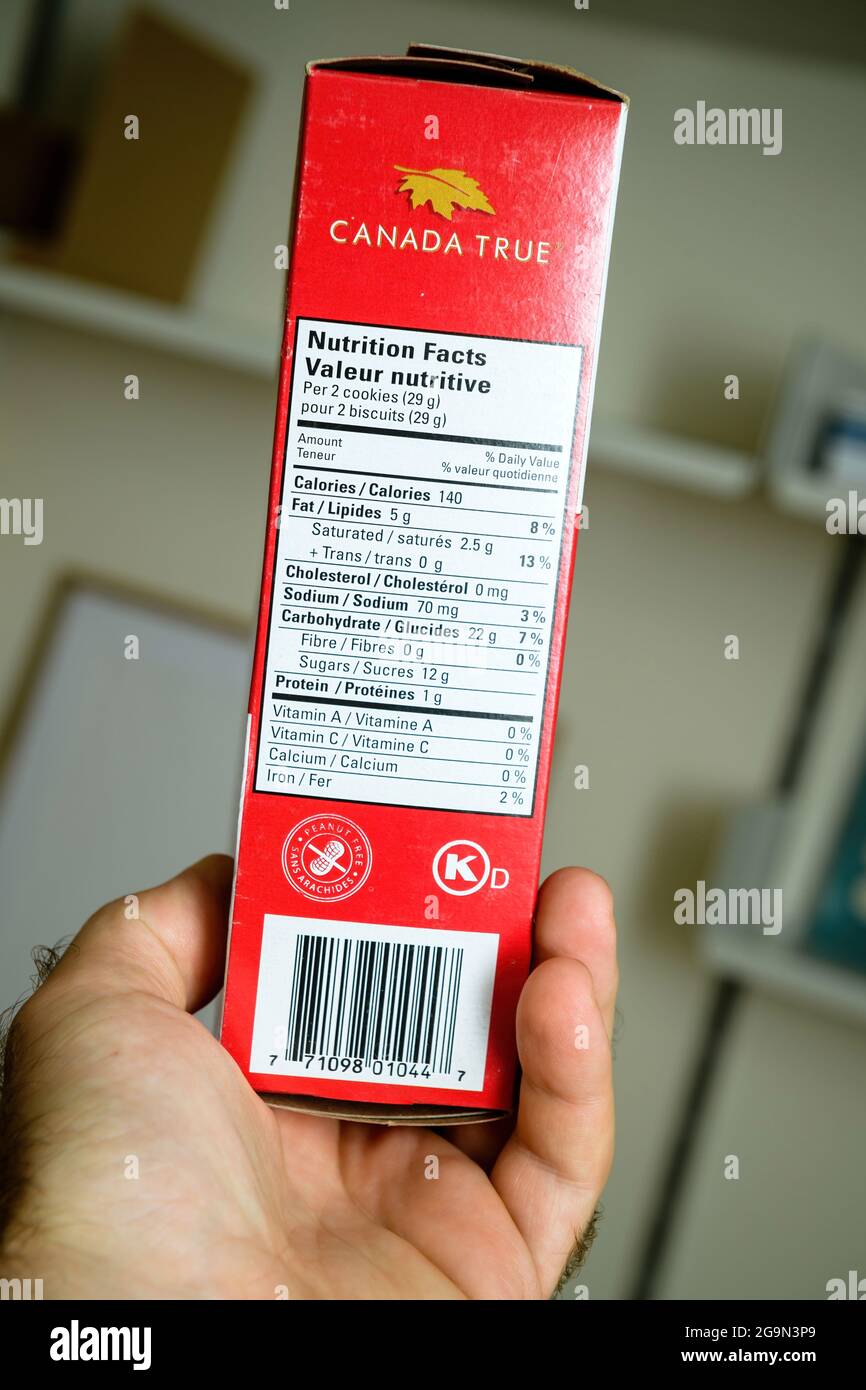 CANADA TRUE
Nutrition Facts
Valeur nutritive
Per 2 cookies (29 g)
pour 2 biscuits (29 g)
Amount
Teneur
% Daily Value
% valeur quotidienne
Calories / Calories 140
Fat / Lipides 5 g 8 %
Saturated / saturés 2.5 g
+ Trans / trans 0 g 13 %
Cholesterol / Cholestérol 0 mg
Sodium / Sodium 70 mg 3 %
Carbohydrate / Glucides 22 g 7 %
Fibre / Fibres 0 g 0 %
Sugars / Sucres 12 g
Protein / Protéines 1 g
Vitamin A / Vitamine A 0 %
Vitamin C / Vitamine C 0 %
Calcium / Calcium 0 %
Iron / Fer 2 %
PEANUT FREE
SANS ARACHIDES
K D
7 71098 01044 7
alamy
Image ID: 2G9N3P9
www.alamy.com